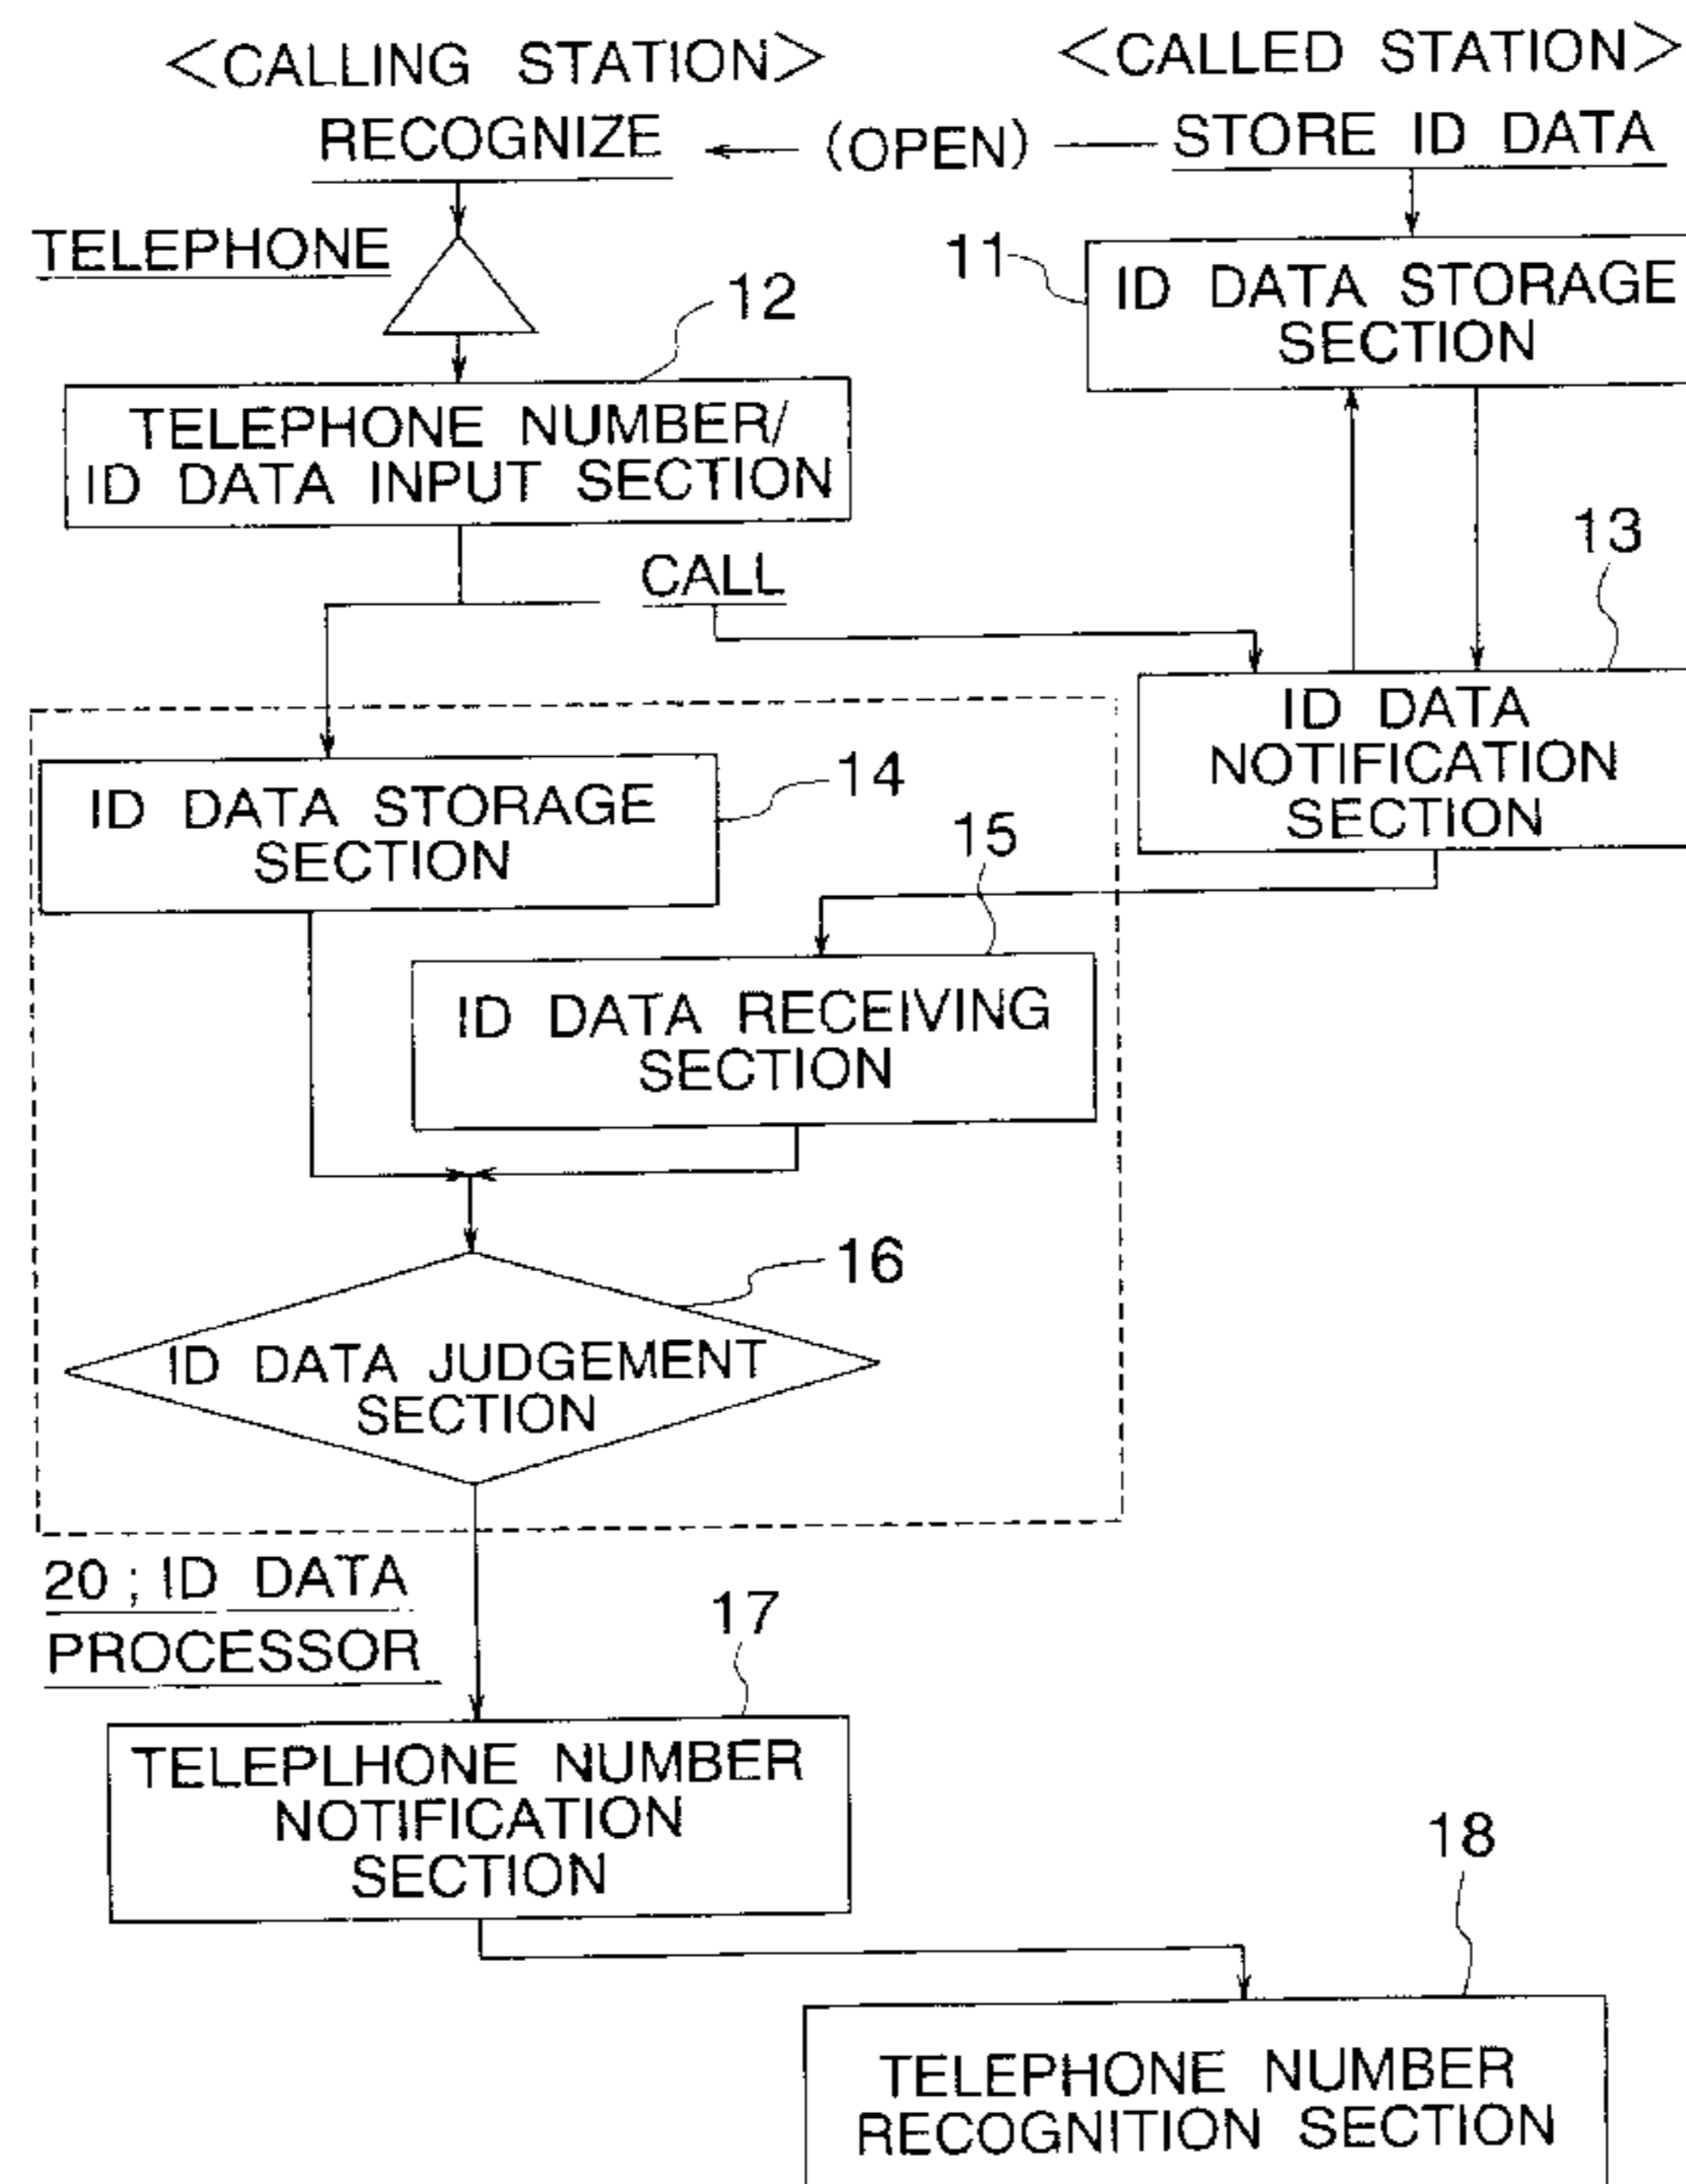 <CALLING STATION>
<CALLED STATION>
RECOGNIZE
(OPEN)
STORE ID DATA
TELEPHONE
11
ID DATA STORAGE
SECTION
12
TELEPHONE NUMBER/
ID DATA INPUT SECTION
CALL
13
ID DATA
NOTIFICATION
SECTION
14
ID DATA STORAGE
SECTION
15
ID DATA RECEIVING
SECTION
16
ID DATA JUDGEMENT
SECTION
20 ; ID DATA
PROCESSOR
17
TELEPLHONE NUMBER
NOTIFICATION
SECTION
18
TELEPHONE NUMBER
RECOGNITION SECTION